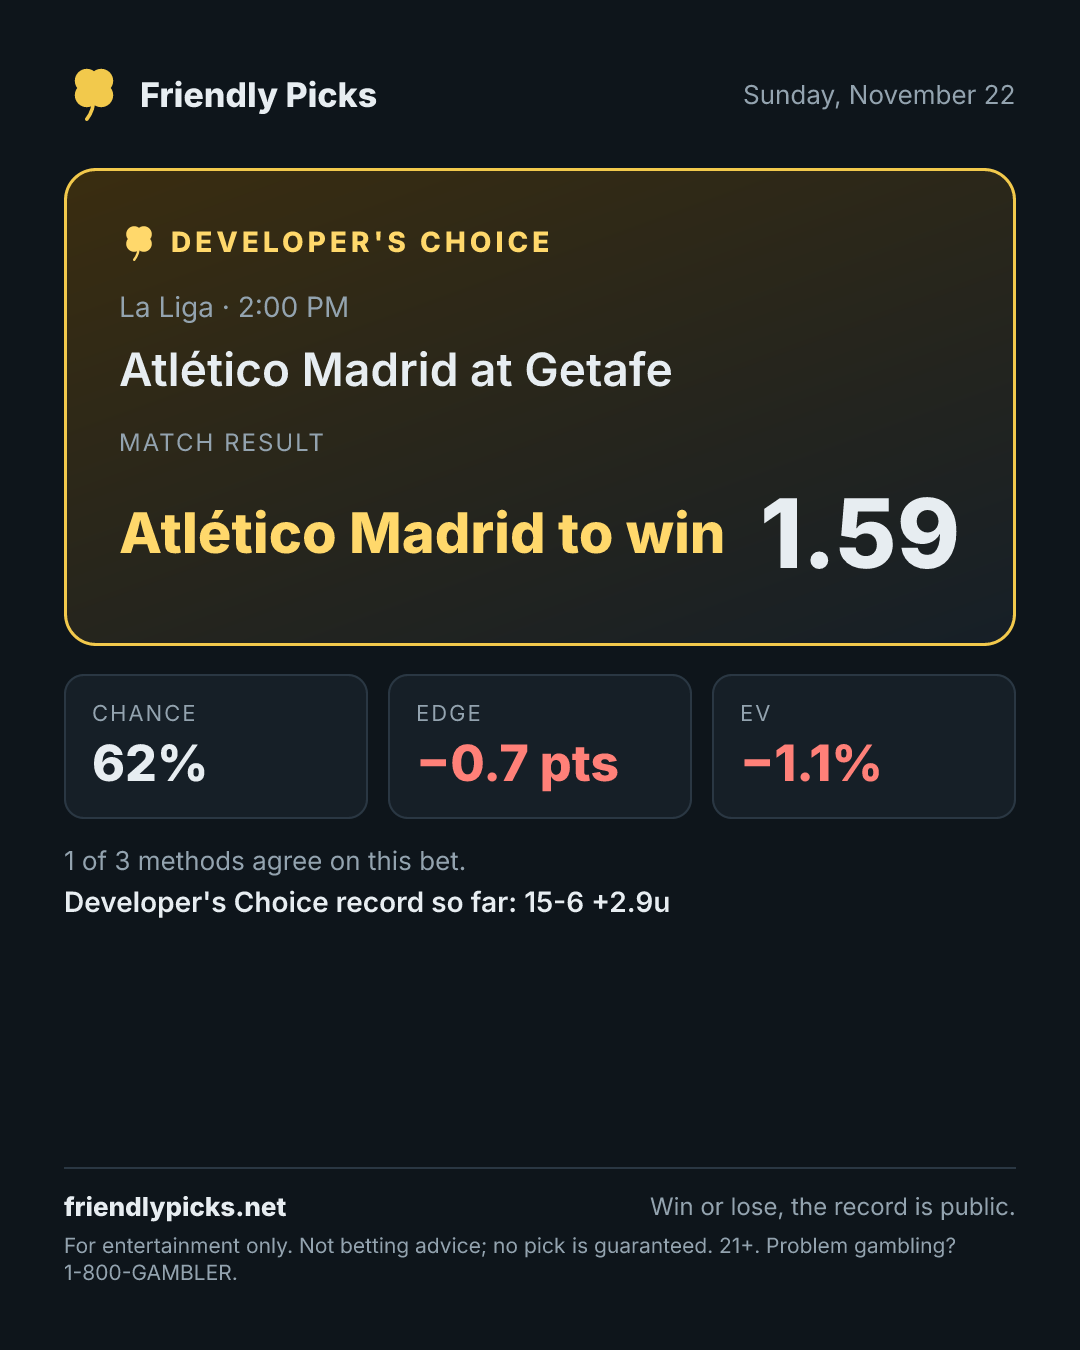 Friendly Picks
Sunday, November 22
DEVELOPER'S CHOICE
La Liga · 2:00 PM
Atlético Madrid at Getafe
MATCH RESULT
Atlético Madrid to win 1.59
CHANCE
62%
EDGE
−0.7 pts
EV
−1.1%
1 of 3 methods agree on this bet.
Developer's Choice record so far: 15-6 +2.9u
friendlypicks.net
Win or lose, the record is public.
For entertainment only. Not betting advice; no pick is guaranteed. 21+. Problem gambling?
1-800-GAMBLER.